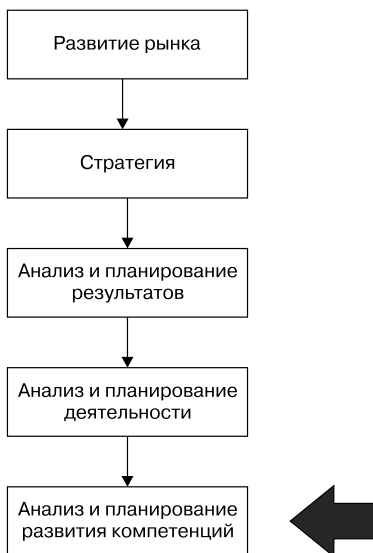 Развитие рынка
Стратегия
Анализ и планирование
результатов
Анализ и планирование
деятельности
Анализ и планирование
развития компетенций